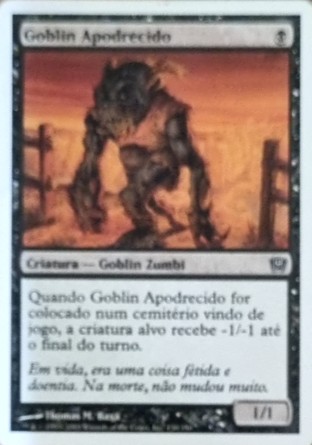 Goblin Apodrecido
Criatura — Goblin Zumbi
Quando Goblin Apodrecido for
colocado num cemitério vindo de
jogo, a criatura alvo recebe -1/-1 até
o final do turno.
Em vida, era uma coisa fétida e
doentia. Na morte, não mudou muito.
Thomas M. Baxa
1/1